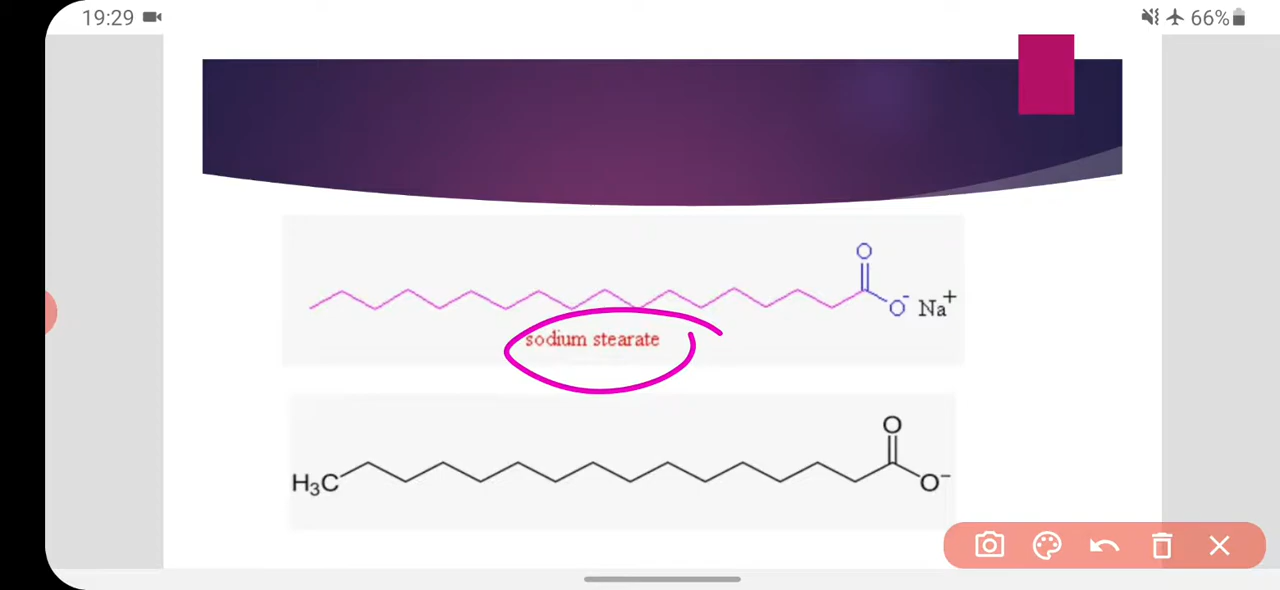 19:29
66%
O
O⁻ Na⁺
sodium stearate
O
H₃C
O⁻